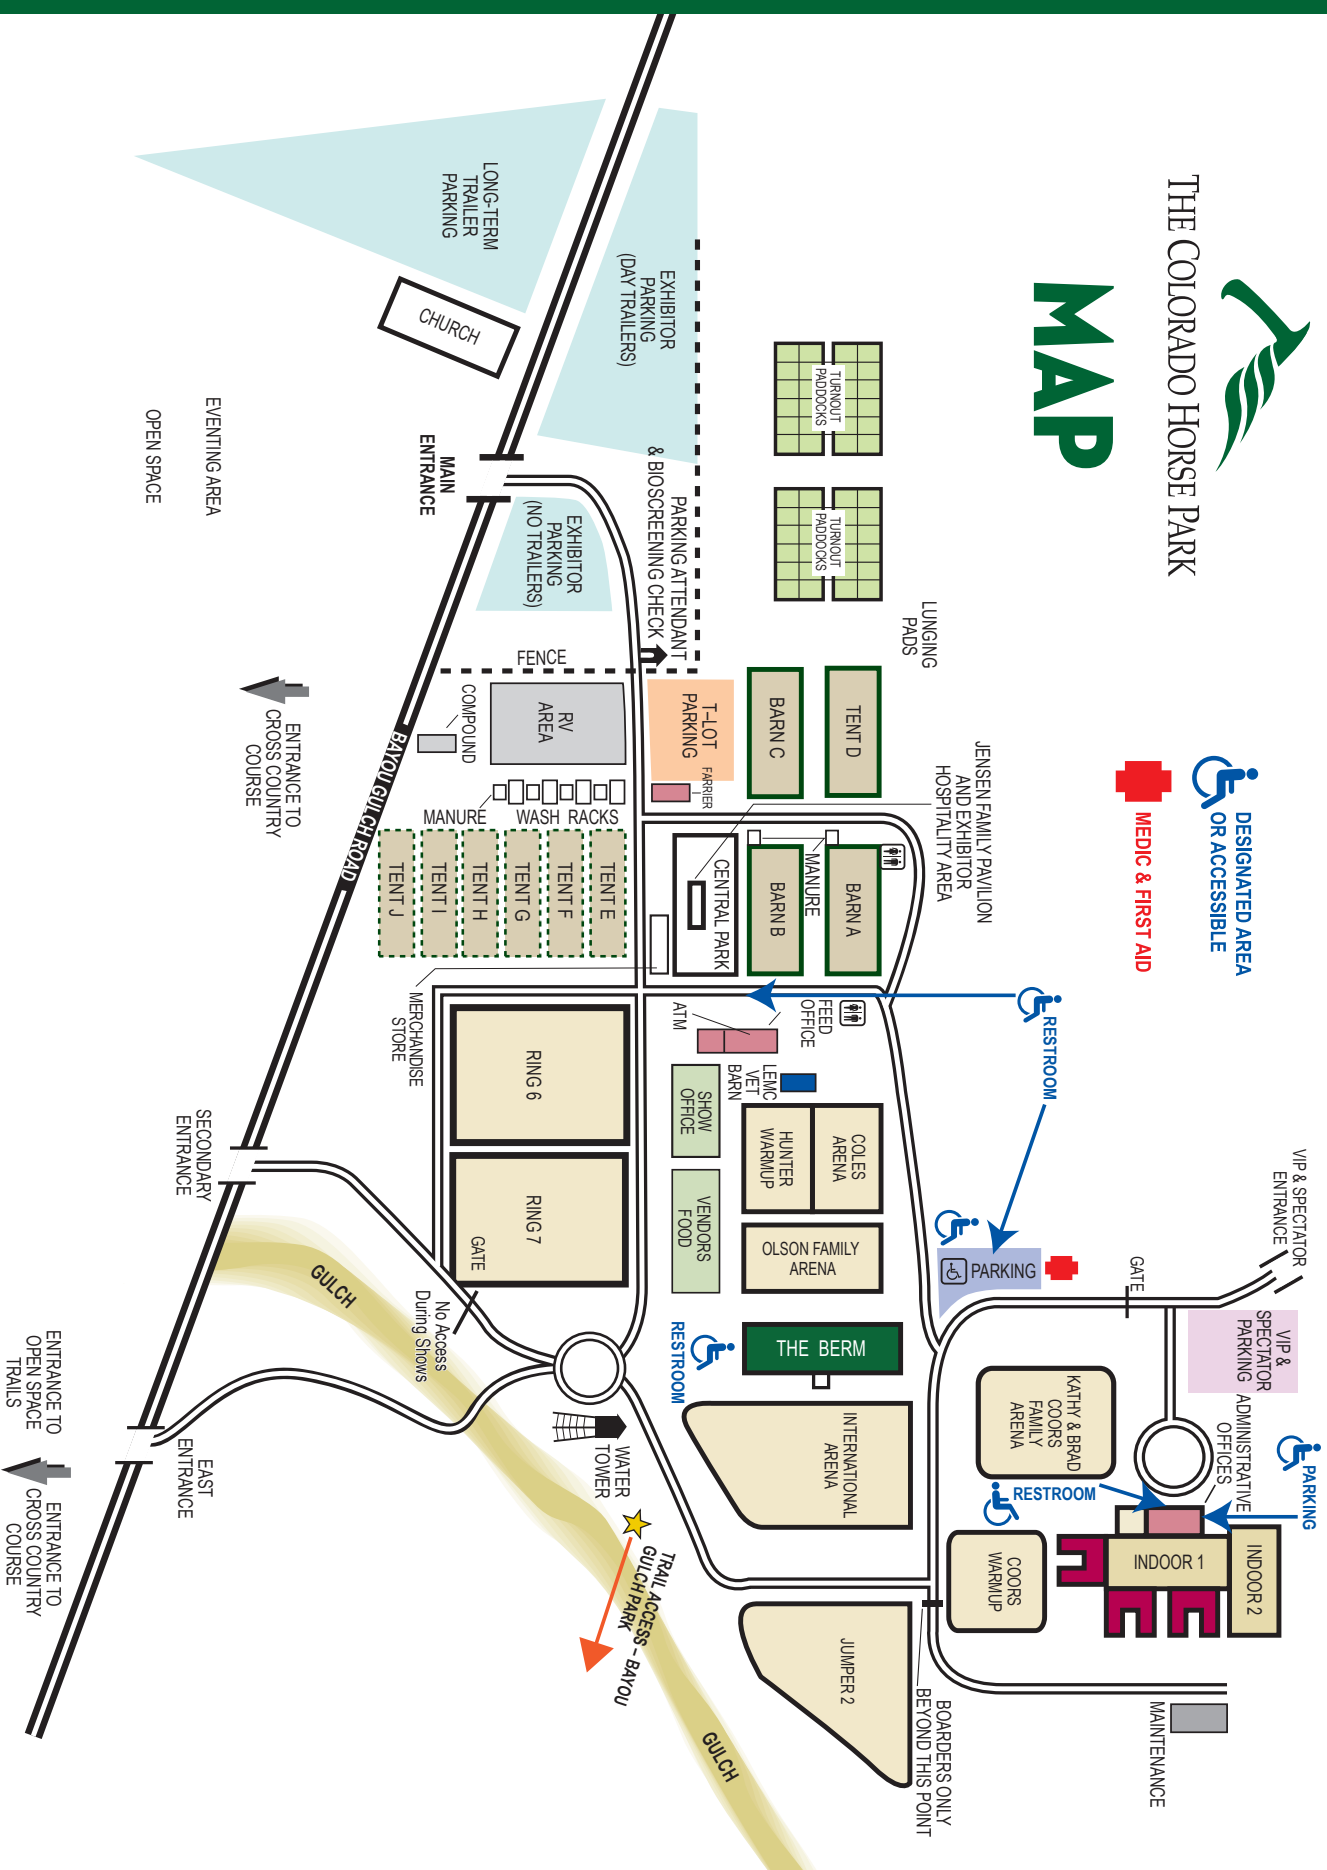 THE COLORADO HORSE PARK
MAP
DESIGNATED AREA
OR ACCESSIBLE
MEDIC & FIRST AID
LONG-TERM
TRAILER
PARKING
EXHIBITOR
PARKING
(DAY TRAILERS)
CHURCH
TURNOUT
PADDOCKS
TURNOUT
PADDOCKS
EVENTING AREA
OPEN SPACE
MAIN
ENTRANCE
EXHIBITOR
PARKING
(NO TRAILERS)
PARKING ATTENDANT
& BIOSCREENING CHECK
LUNGING
PADS
FENCE
ENTRANCE TO
CROSS COUNTRY
COURSE
COMPOUND
RV
AREA
T-LOT
PARKING
FARRIER
BARN C
TENT D
JENSEN FAMILY PAVILION
AND EXHIBITOR
HOSPITALITY AREA
BAYOU GULCH ROAD
MANURE
WASH RACKS
TENT J
TENT I
TENT H
TENT G
TENT F
TENT E
CENTRAL PARK
BARN B
MANURE
BARN A
MERCHANDISE
STORE
ATM
FEED
OFFICE
RESTROOM
RING 6
RING 7
GATE
SHOW
OFFICE
LEMC
VET
BARN
HUNTER
WARMUP
COLES
ARENA
VENDORS
FOOD
OLSON FAMILY
ARENA
PARKING
VIP & SPECTATOR
ENTRANCE
GATE
VIP &
SPECTATOR
PARKING
SECONDARY
ENTRANCE
GULCH
No Access
During Shows
RESTROOM
THE BERM
KATHY & BRAD
COORS
FAMILY
ARENA
ADMINISTRATIVE
OFFICES
PARKING
RESTROOM
ENTRANCE TO
OPEN SPACE
TRAILS
EAST
ENTRANCE
ENTRANCE TO
CROSS COUNTRY
COURSE
WATER
TOWER
INTERNATIONAL
ARENA
COORS
WARMUP
INDOOR 1
INDOOR 2
TRAIL ACCESS - BAYOU
GULCH PARK
JUMPER 2
BOARDERS ONLY
BEYOND THIS POINT
MAINTENANCE
GULCH